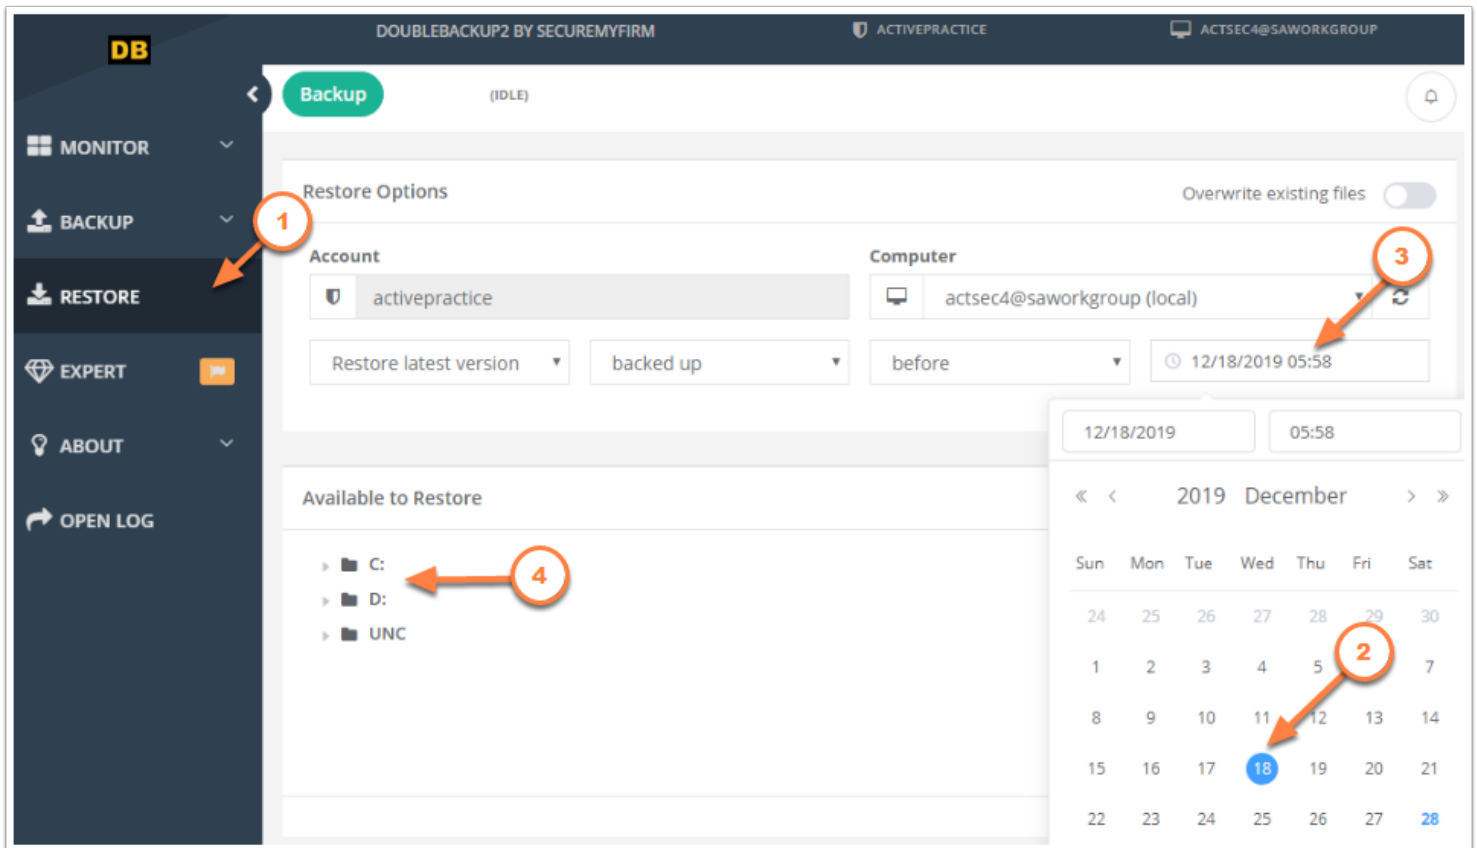 DB
DOUBLEBACKUP2 BY SECUREMYFIRM
ACTIVEPRACTICE
ACTSEC4@SAWORKGROUP
Backup
(IDLE)
MONITOR
BACKUP
RESTORE
EXPERT
ABOUT
OPEN LOG
1
Restore Options
Overwrite existing files
Account
Computer
3
activepractice
actsec4@saworkgroup (local)
Restore latest version
backed up
before
12/18/2019 05:58
12/18/2019
05:58
Available to Restore
C:
D:
UNC
4
2019 December
Sun Mon Tue Wed Thu Fri Sat
24 25 26 27 28 29 30
1 2 3 4 5 7
2
8 9 10 11 12 13 14
15 16 17 18 19 20 21
22 23 24 25 26 27 28